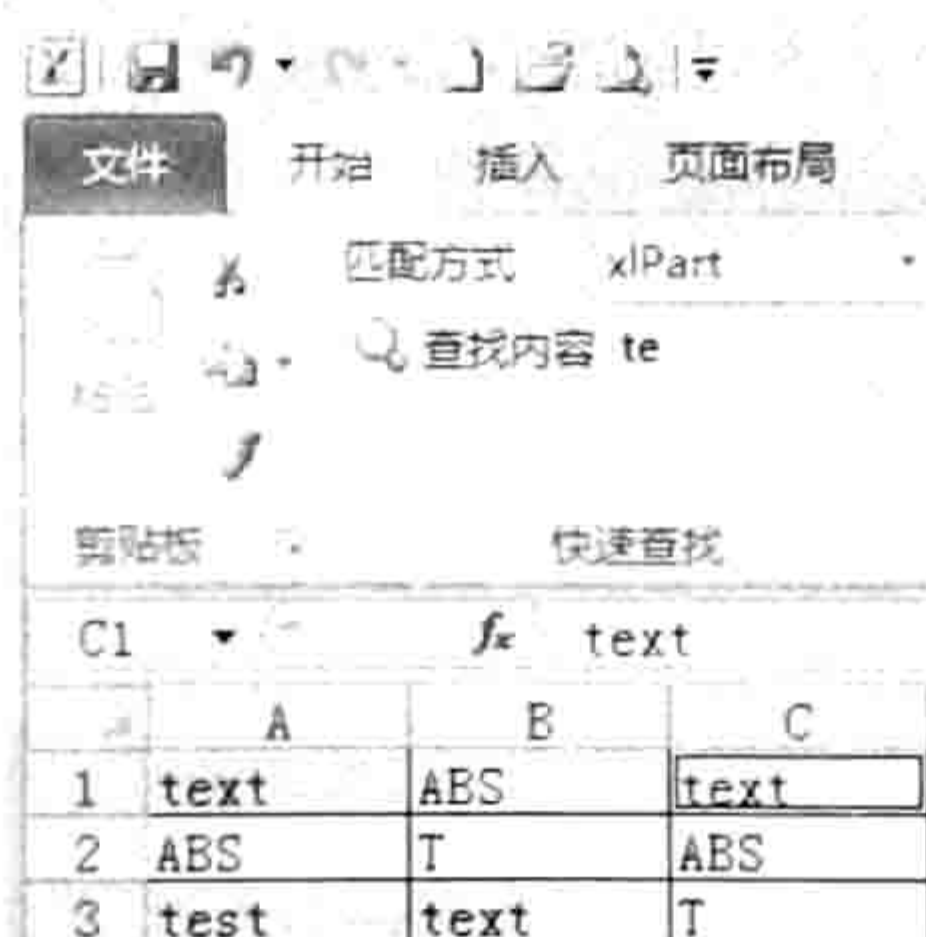 文件 开始 插入 页面布局
匹配方式 xlPart
查找内容 te
剪贴板 快速查找
C1 fx text
A B C
1 text ABS text
2 ABS T ABS
3 test text T